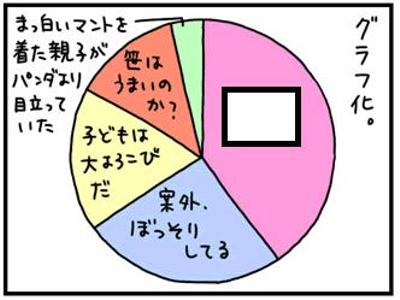 グラフ化。
まっ白いマントを
着た親子が
パンダより
目立って
いた
笹は
うまいの
か?
子どもは
大よろこび
だ
案外、
ぼっそり
してる